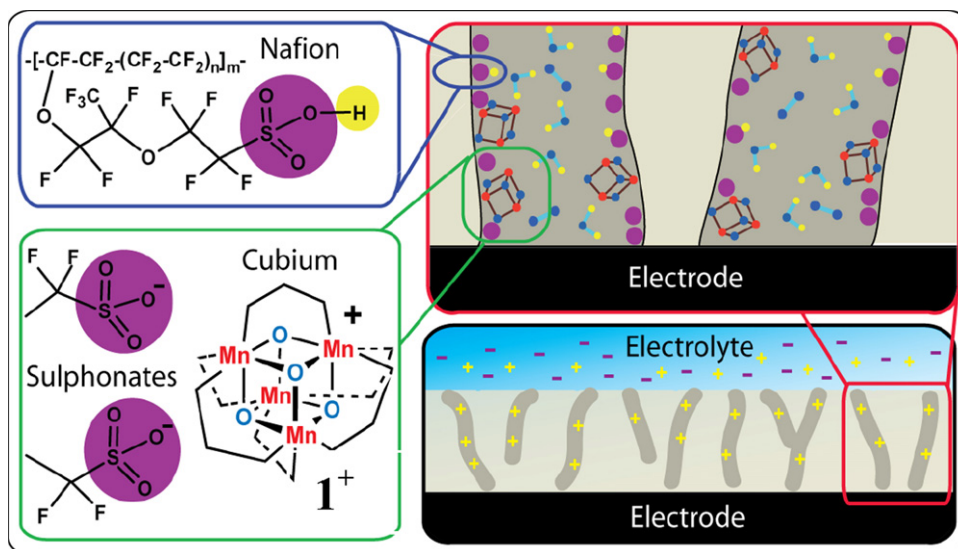 Nafion
-[-CF-CF2-(CF2-CF2)n]m-
F3C F F F
O O
O S O H
O
F F F F F
Electrode
Cubium
F F
O
S O-
O
Sulphonates
O
S O-
O
F F
+
O
Mn Mn
O
Mn
O O
Mn
1+
Electrolyte
Electrode